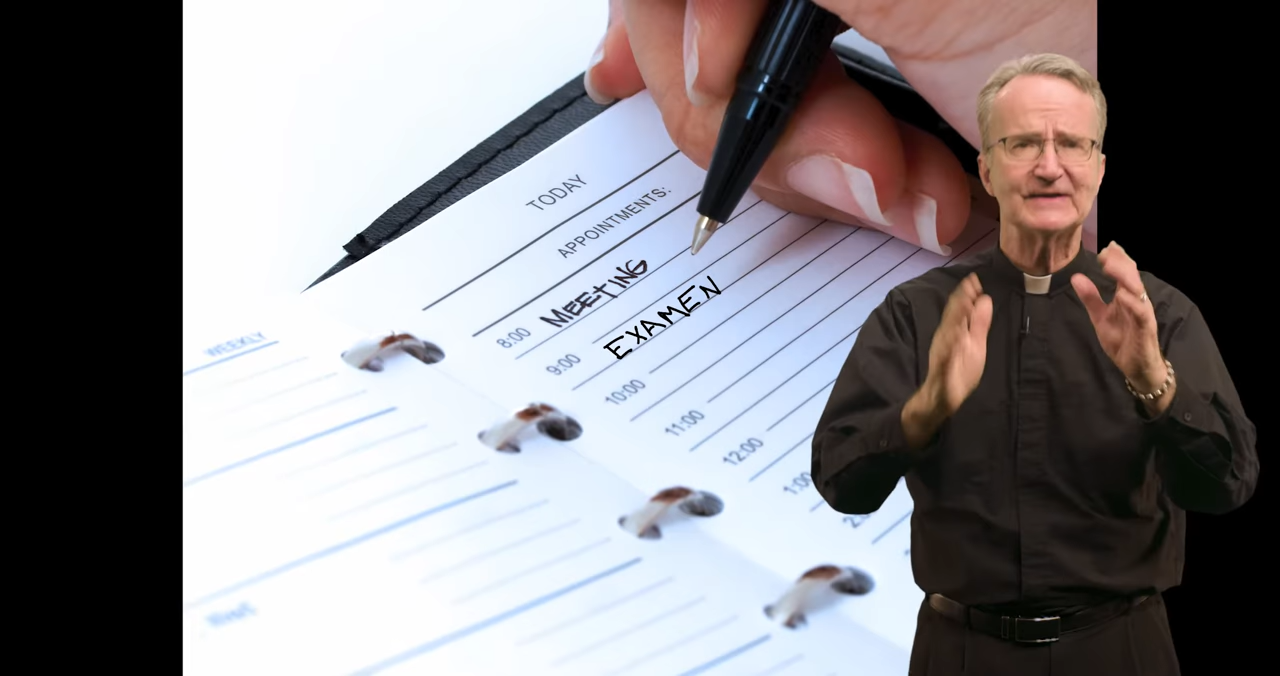 TODAY
APPOINTMENTS:
8:00 MEETING
9:00 EXAMEN
10:00
11:00
12:00
1:00
WEEKLY